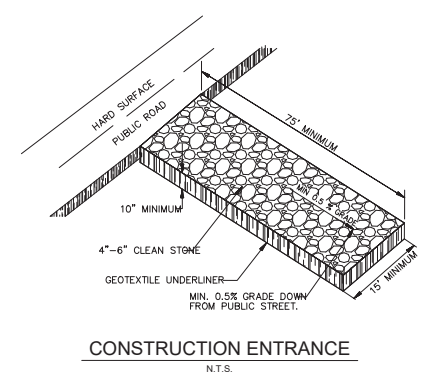 HARD SURFACE
PUBLIC ROAD
75' MINIMUM
MIN 0.5 % GRADE
10" MINIMUM
4"-6" CLEAN STONE
GEOTEXTILE UNDERLINER
MIN. 0.5% GRADE DOWN
FROM PUBLIC STREET.
15' MINIMUM
CONSTRUCTION ENTRANCE
N.T.S.